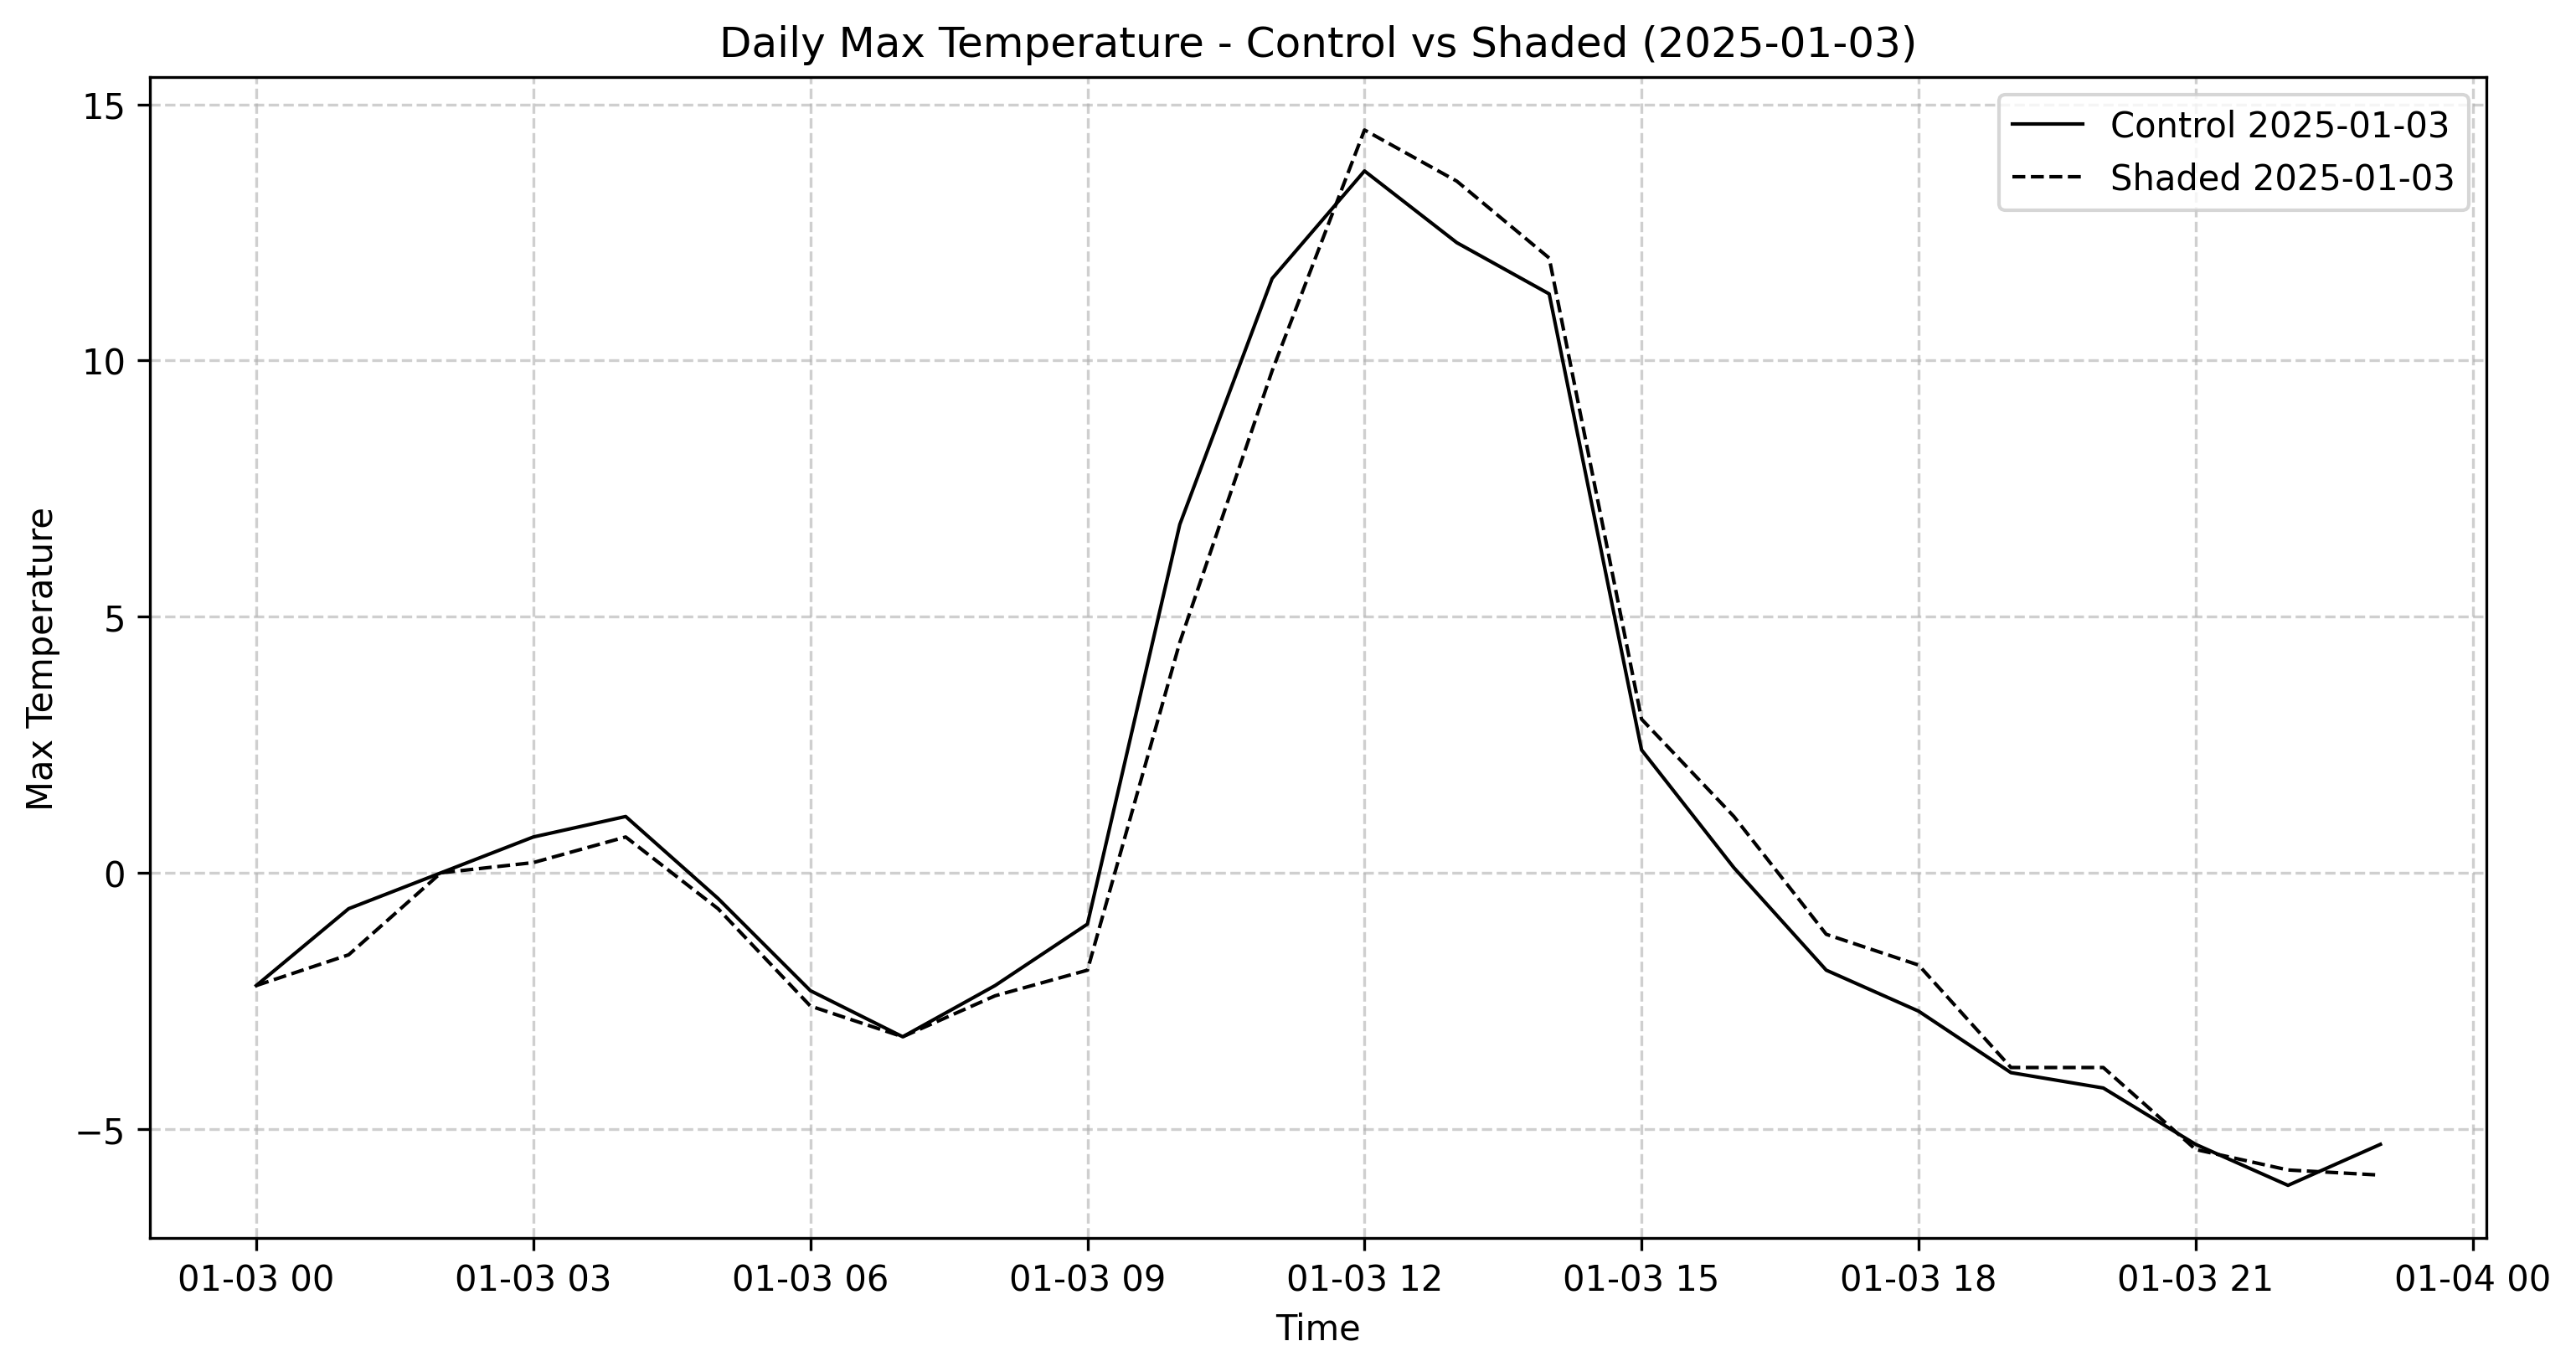 Daily Max Temperature - Control vs Shaded (2025-01-03)
Control 2025-01-03
Shaded 2025-01-03
Max Temperature
15
10
5
0
−5
01-03 00
01-03 03
01-03 06
01-03 09
01-03 12
01-03 15
01-03 18
01-03 21
01-04 00
Time